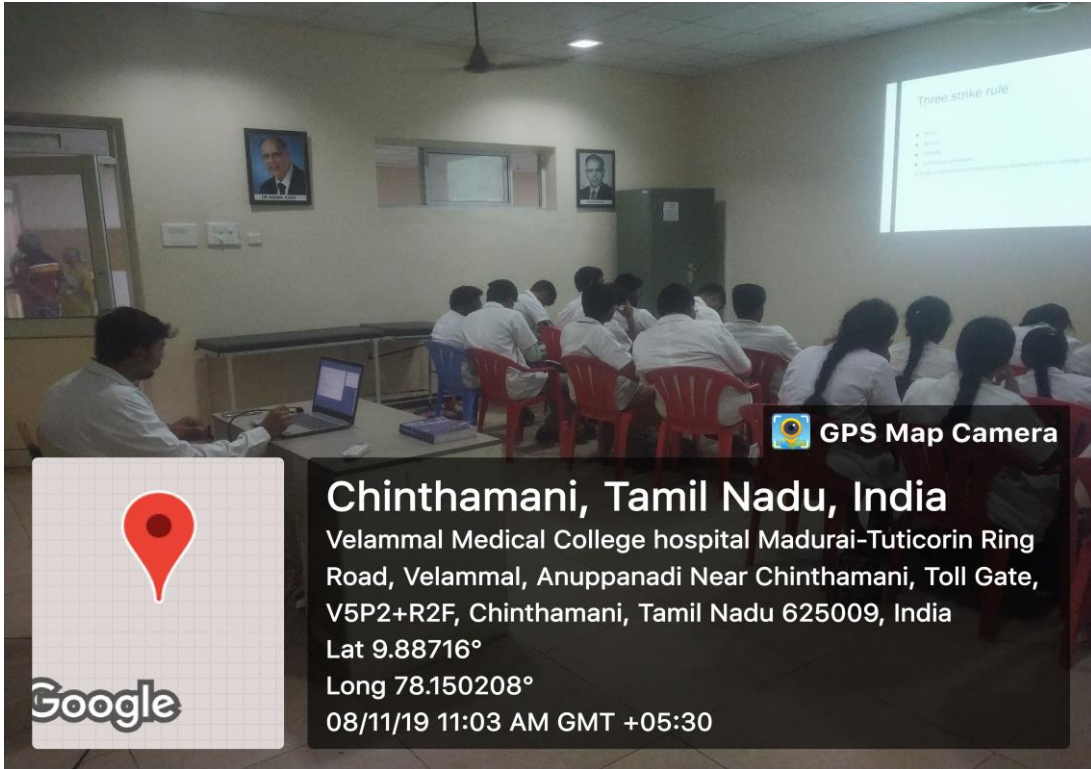 Three strike rule
GPS Map Camera
Chinthamani, Tamil Nadu, India
Velammal Medical College hospital Madurai-Tuticorin Ring
Road, Velammal, Anuppanadi Near Chinthamani, Toll Gate,
V5P2+R2F, Chinthamani, Tamil Nadu 625009, India
Lat 9.88716°
Long 78.150208°
08/11/19 11:03 AM GMT +05:30
Google